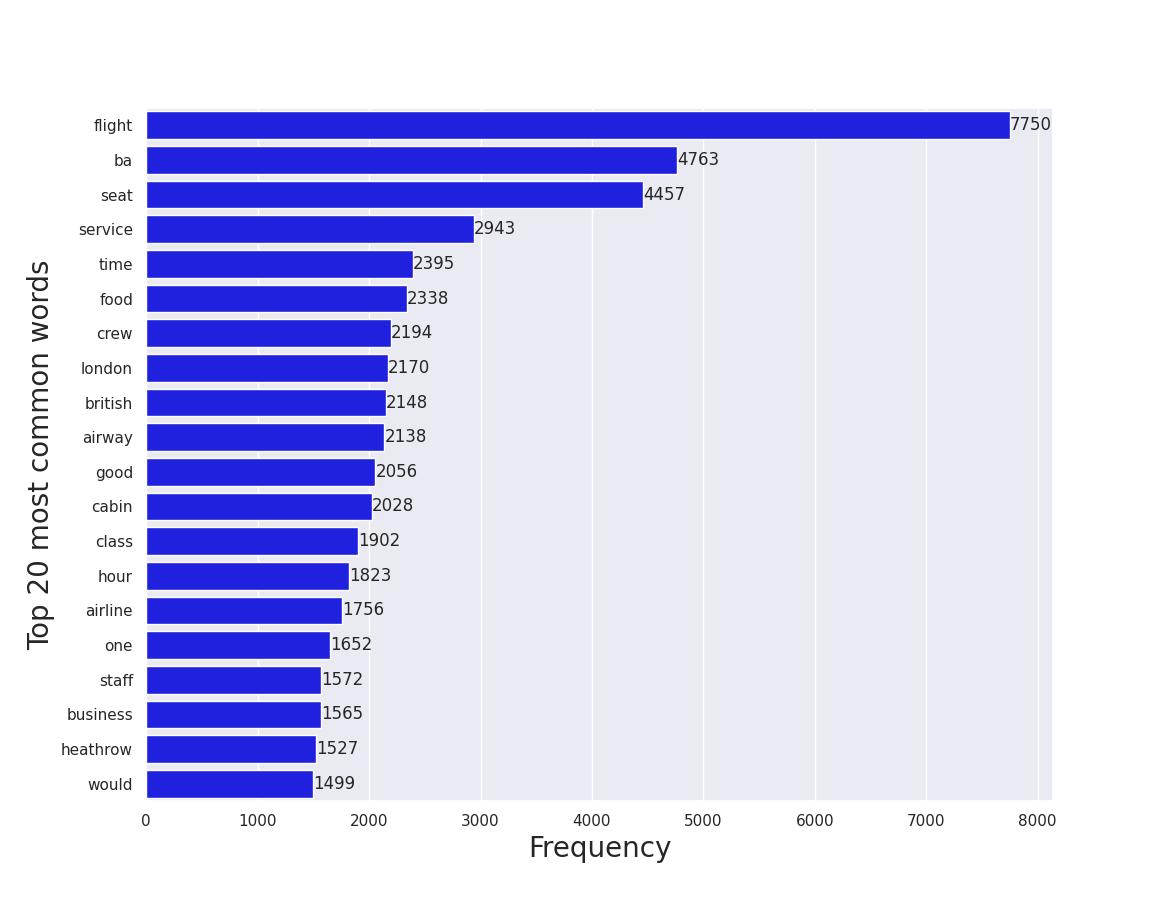 flight 7750
ba 4763
seat 4457
service 2943
time 2395
food 2338
crew 2194
london 2170
british 2148
airway 2138
good 2056
cabin 2028
class 1902
hour 1823
airline 1756
one 1652
staff 1572
business 1565
heathrow 1527
would 1499
0 1000 2000 3000 4000 5000 6000 7000 8000
Frequency
Top 20 most common words